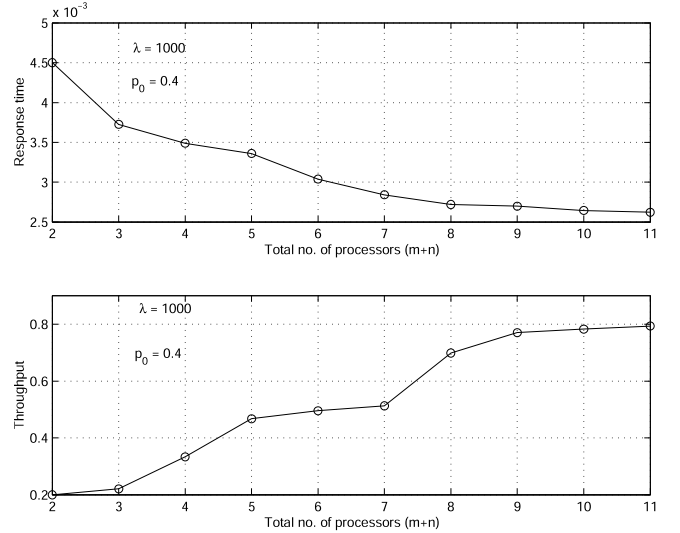 x 10⁻³
5
4.5
4
3.5
3
2.5
Response time
λ = 1000
p₀ = 0.4
2 3 4 5 6 7 8 9 10 11
Total no. of processors (m+n)
0.8
0.6
0.4
0.2
Throughput
λ = 1000
p₀ = 0.4
2 3 4 5 6 7 8 9 10 11
Total no. of processors (m+n)